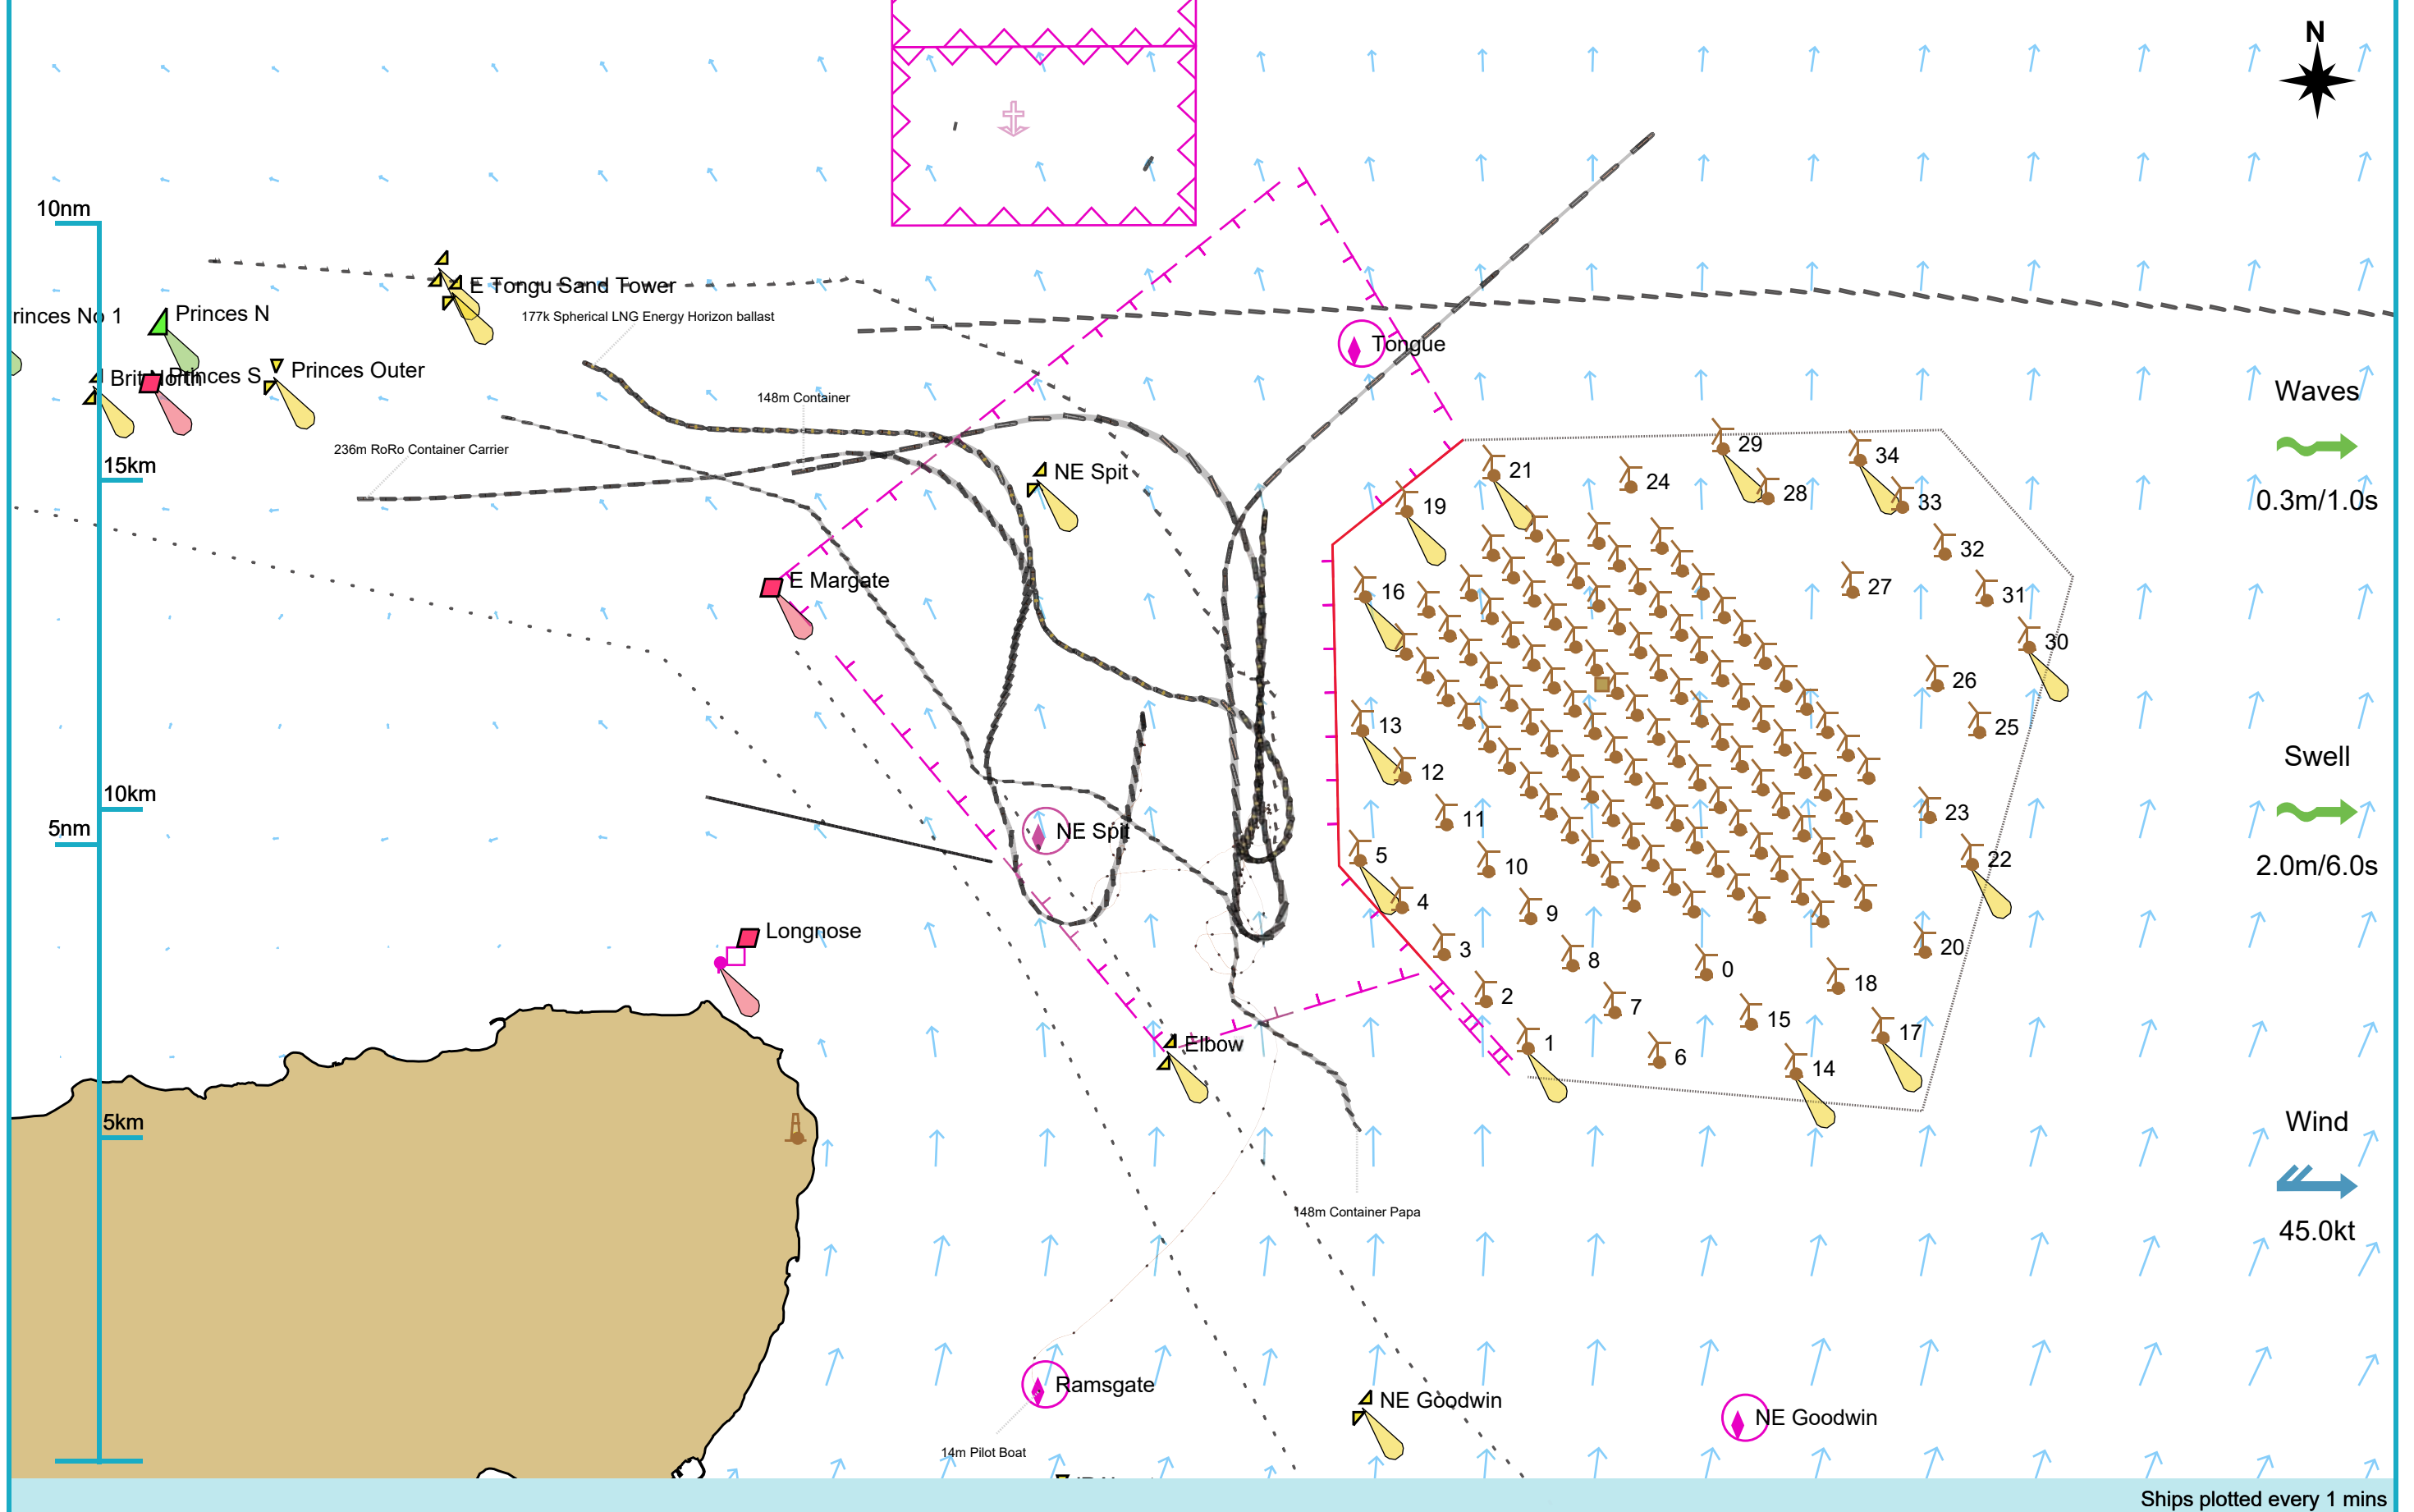 N
10nm
rinces No 1
Princes N
E Tongu Sand Tower
177k Spherical LNG Energy Horizon ballast
Tongue
Brit North
Princes S
Princes Outer
Waves
148m Container
236m RoRo Container Carrier
15km
NE Spit
21
24
29
28
34
33
0.3m/1.0s
19
32
E Margate
16
27
31
30
26
13
25
12
Swell
10km
5nm
NE Spit
11
23
5
10
22
2.0m/6.0s
4
9
Longnose
3
8
0
20
2
7
18
15
17
Elbow
1
6
14
5km
Wind
148m Container Papa
45.0kt
Ramsgate
NE Goodwin
NE Goodwin
14m Pilot Boat
Ships plotted every 1 mins